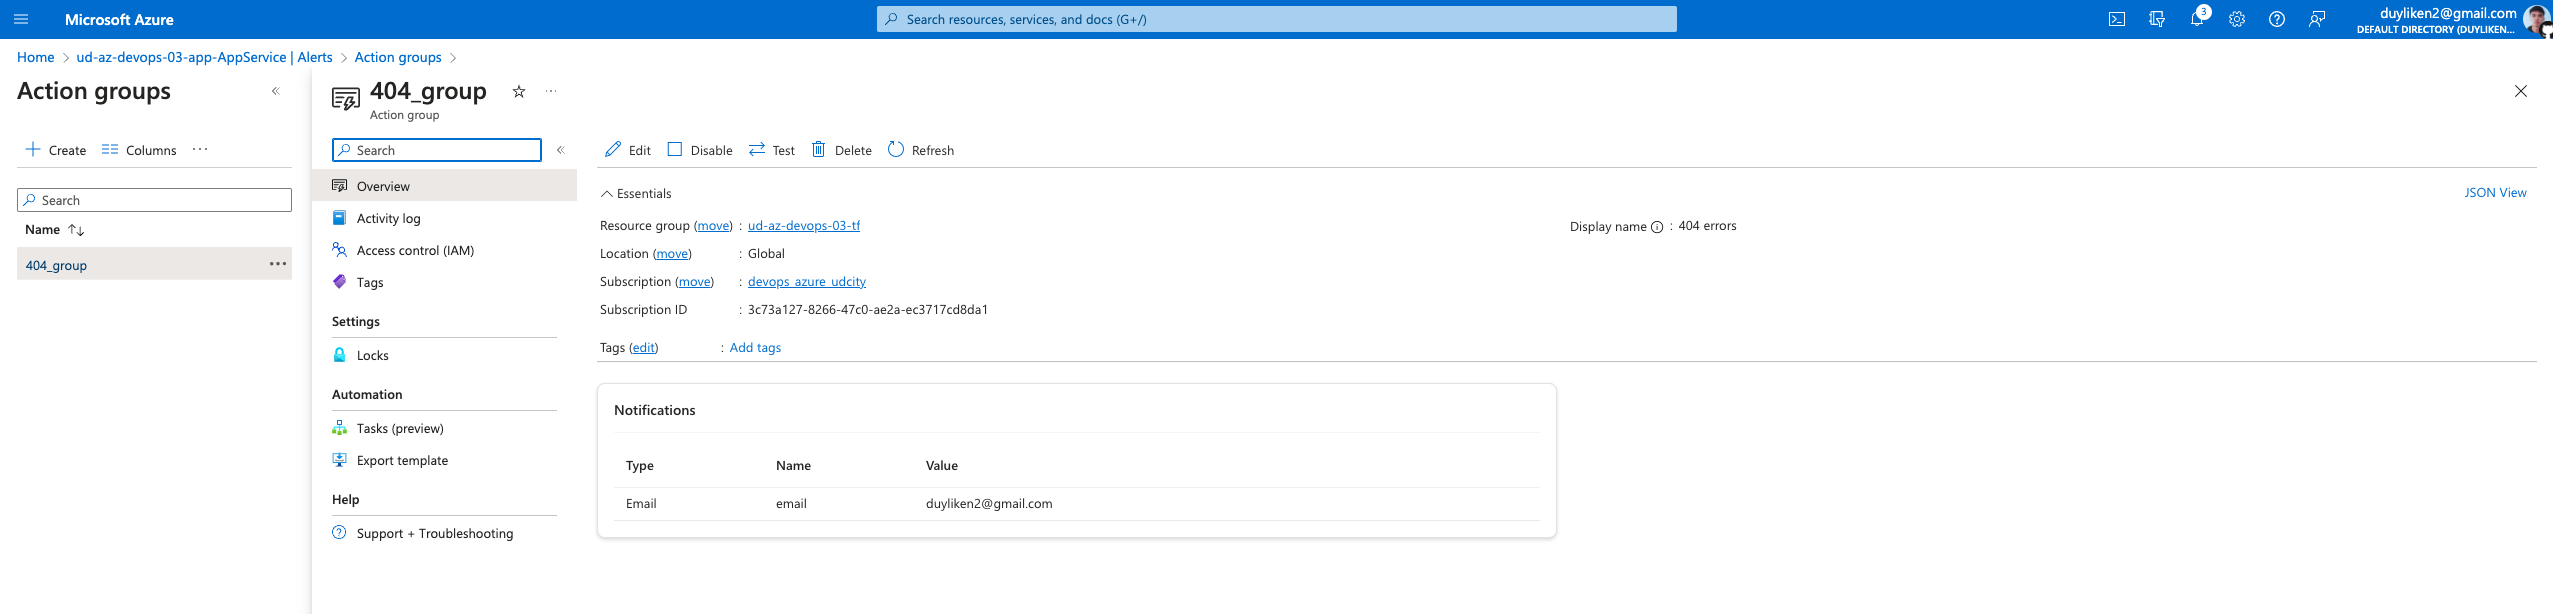 Microsoft Azure
Search resources, services, and docs (G+/)
3
duyliken2@gmail.com
DEFAULT DIRECTORY (DUYLIKEN...
Home > ud-az-devops-03-app-AppService | Alerts > Action groups >
Action groups
«
404_group
...
Action group
Create Columns ...
Search
Name ↑↓
404_group ...
Search
«
Overview
Activity log
Access control (IAM)
Tags
Settings
Locks
Automation
Tasks (preview)
Export template
Help
Support + Troubleshooting
Edit Disable Test Delete Refresh
Essentials
JSON View
Resource group (move) : ud-az-devops-03-tf
Location (move) : Global
Subscription (move) : devops_azure_udcity
Subscription ID : 3c73a127-8266-47c0-ae2a-ec3717cd8da1
Display name : 404 errors
Tags (edit) : Add tags
Notifications
Type Name Value
Email email duyliken2@gmail.com